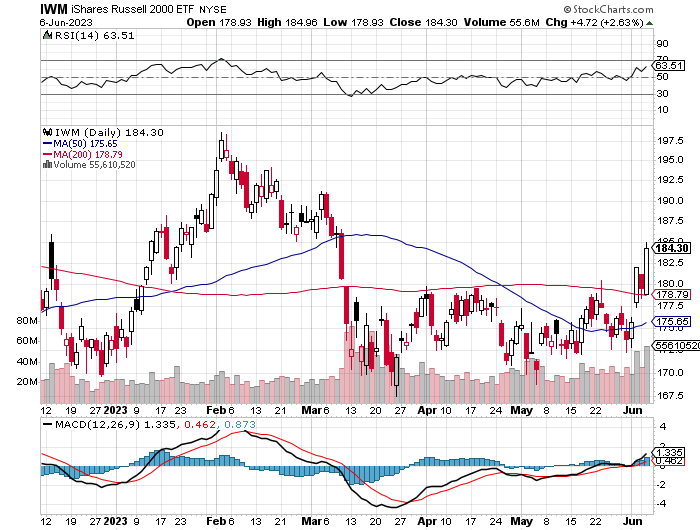 IWM iShares Russell 2000 ETF NYSE © StockCharts.com
6-Jun-2023 Open 178.93 High 184.96 Low 178.93 Close 184.30 Volume 55.6M Chg +4.72 (+2.63%)
RSI(14) 63.51
90
70
63.51
50
30
10
IWM (Daily) 184.30
MA(50) 175.65
MA(200) 178.79
Volume 55,610,520
197.5
195.0
192.5
190.0
187.5
185.0
184.30
182.5
180.0
178.79
177.5
175.65
80M
60M 55610520
40M
170.0
20M
167.5
12 19 27 2023 9 17 23 Feb 6 13 21 Mar 6 13 20 27 Apr 10 17 24 May 8 15 22 Jun
MACD(12,26,9) 1.335, 0.462, 0.873
4
2
1.335
0.462
-2
-4
12 19 27 2023 9 17 23 Feb 6 13 21 Mar 6 13 20 27 Apr 10 17 24 May 8 15 22 Jun